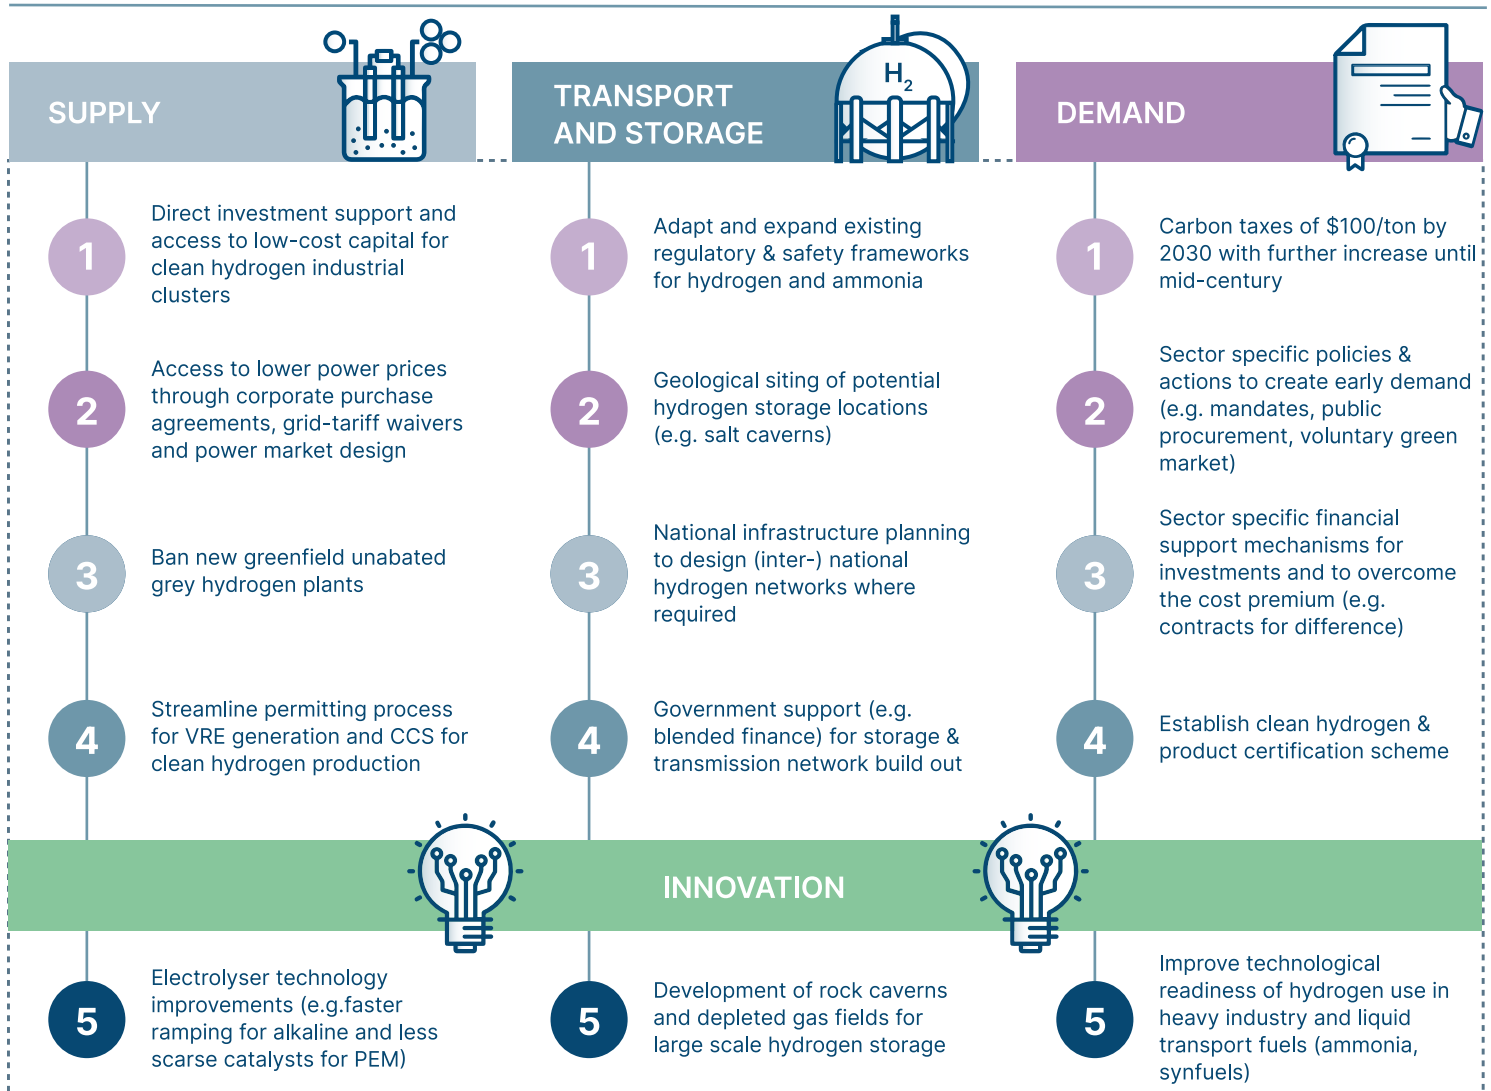 SUPPLY
1
Direct investment support and
access to low-cost capital for
clean hydrogen industrial
clusters
2
Access to lower power prices
through corporate purchase
agreements, grid-tariff waivers
and power market design
3
Ban new greenfield unabated
grey hydrogen plants
4
Streamline permitting process
for VRE generation and CCS for
clean hydrogen production
TRANSPORT
AND STORAGE
H2
1
Adapt and expand existing
regulatory & safety frameworks
for hydrogen and ammonia
2
Geological siting of potential
hydrogen storage locations
(e.g. salt caverns)
3
National infrastructure planning
to design (inter-) national
hydrogen networks where
required
4
Government support (e.g.
blended finance) for storage &
transmission network build out
DEMAND
1
Carbon taxes of $100/ton by
2030 with further increase until
mid-century
2
Sector specific policies &
actions to create early demand
(e.g. mandates, public
procurement, voluntary green
market)
3
Sector specific financial
support mechanisms for
investments and to overcome
the cost premium (e.g.
contracts for difference)
4
Establish clean hydrogen &
product certification scheme
INNOVATION
5
Electrolyser technology
improvements (e.g.faster
ramping for alkaline and less
scarse catalysts for PEM)
5
Development of rock caverns
and depleted gas fields for
large scale hydrogen storage
5
Improve technological
readiness of hydrogen use in
heavy industry and liquid
transport fuels (ammonia,
synfuels)